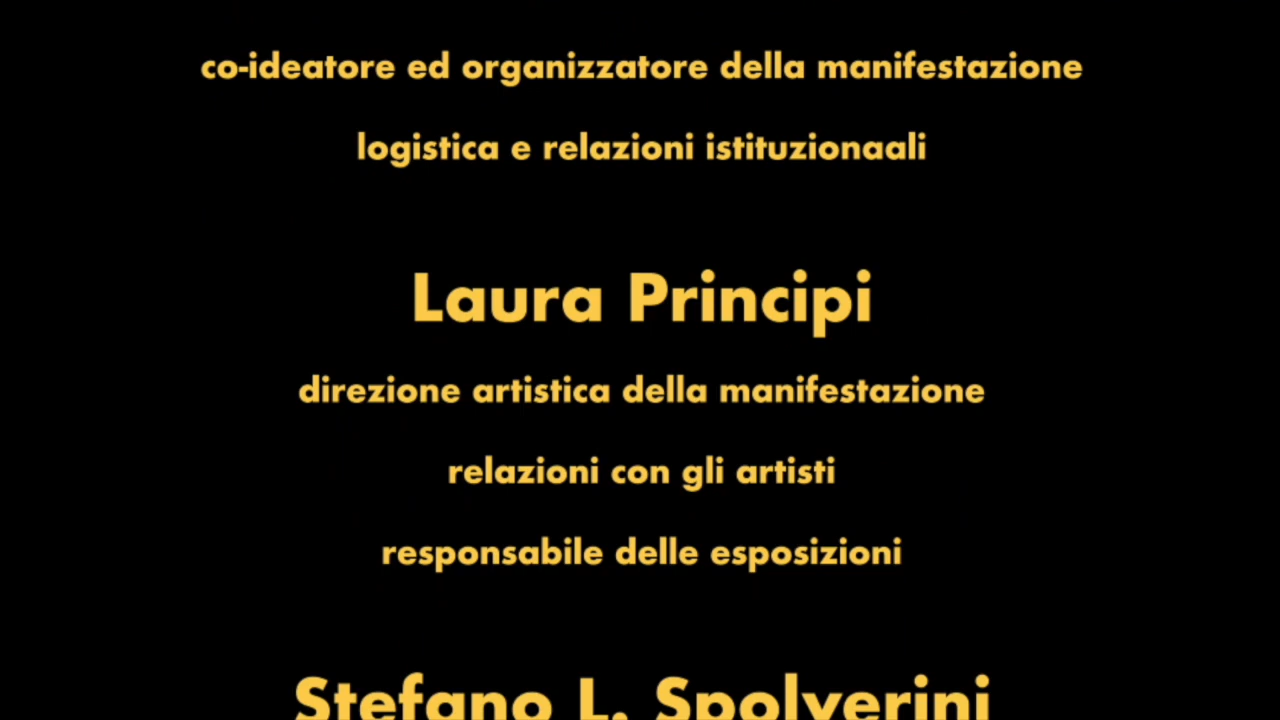 co-ideatore ed organizzatore della manifestazione
logistica e relazioni istituzionaali
Laura Principi
direzione artistica della manifestazione
relazioni con gli artisti
responsabile delle esposizioni
Stefano L. Spolverini